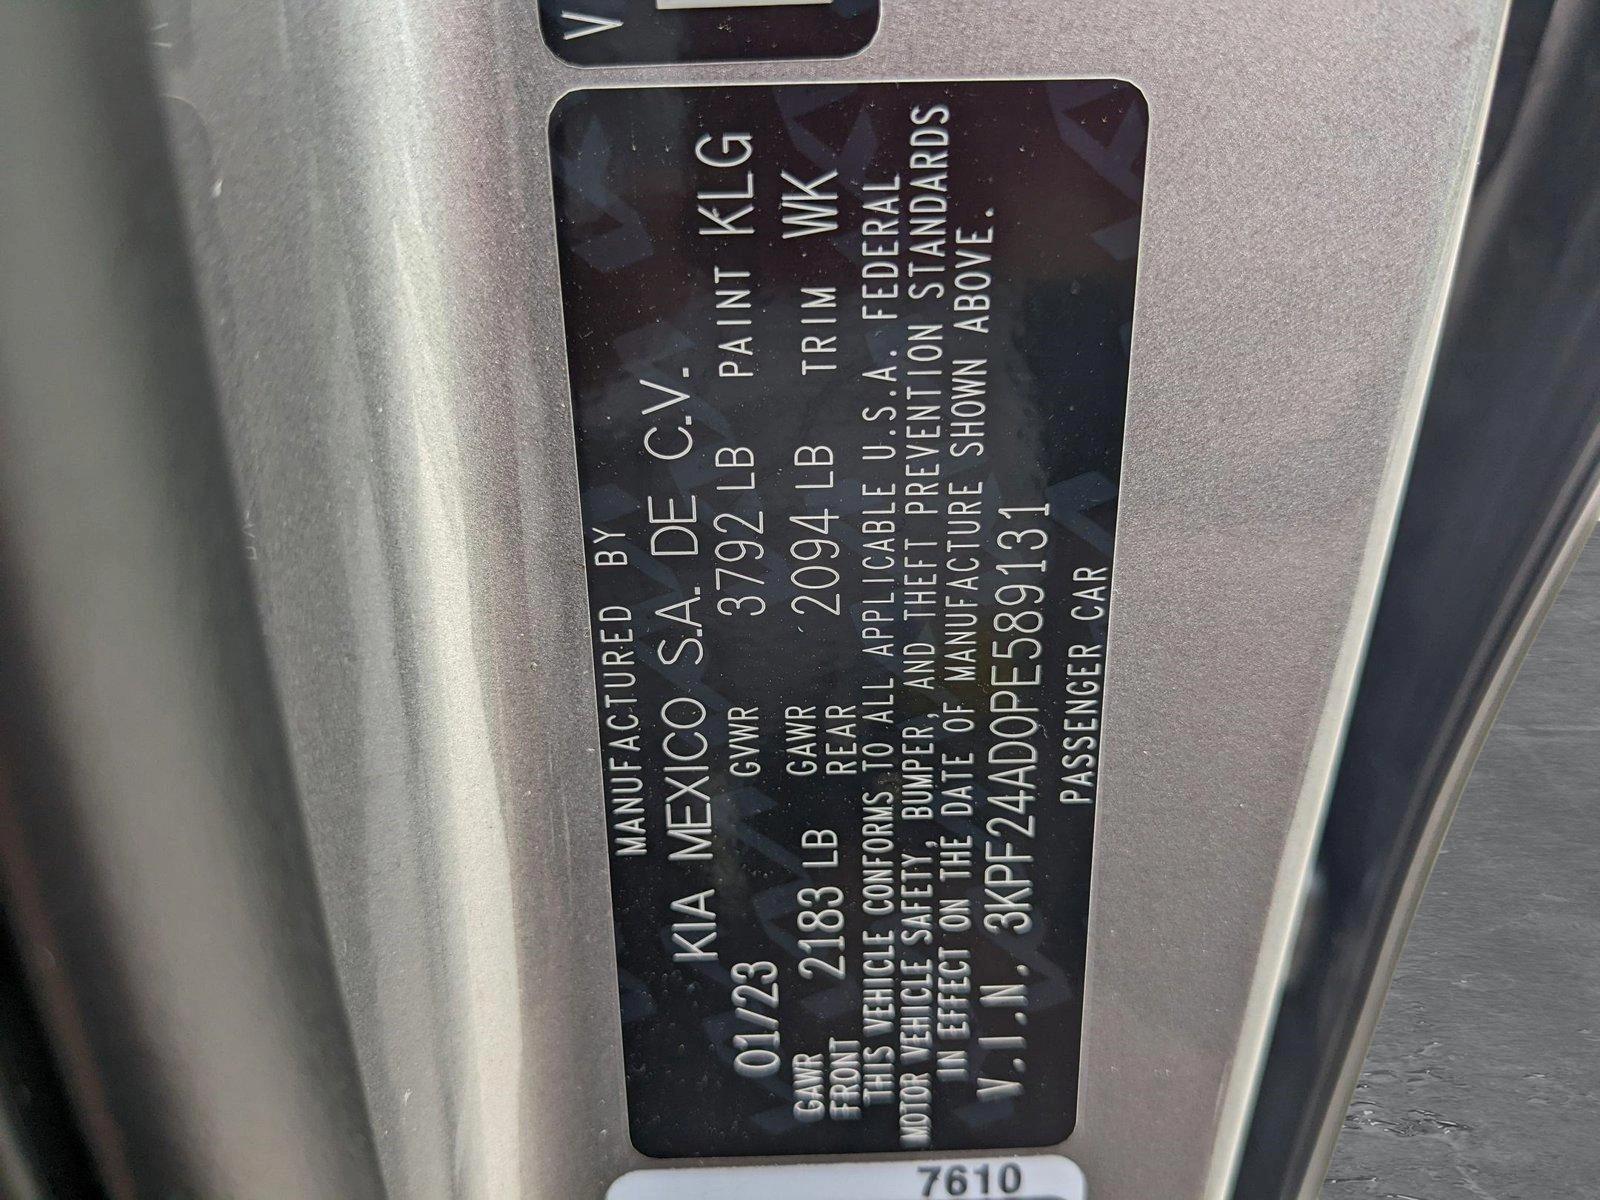 V
MANUFACTURED BY
KIA MEXICO S.A. DE C.V.
01/23 GVWR 3792 LB PAINT KLG
GAWR FRONT 2183 LB GAWR REAR 2094 LB TRIM WK
THIS VEHICLE CONFORMS TO ALL APPLICABLE U.S.A. FEDERAL
MOTOR VEHICLE SAFETY, BUMPER, AND THEFT PREVENTION STANDARDS
IN EFFECT ON THE DATE OF MANUFACTURE SHOWN ABOVE.
V.I.N. 3KPF24AD0PE589131
PASSENGER CAR
7610